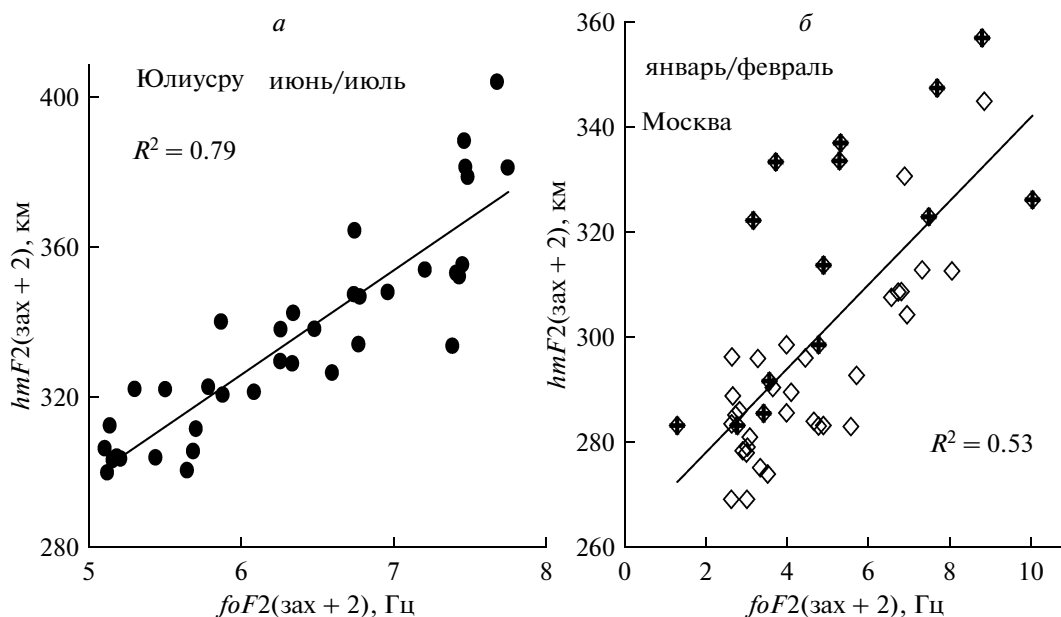 а
Юлиусру июнь/июль
R² = 0.79
hmF2(зах + 2), км
400
360
320
280
5 6 7 8
foF2(зах + 2), Гц
б
январь/февраль
Москва
R² = 0.53
hmF2(зах + 2), км
360
340
320
300
280
260
0 2 4 6 8 10
foF2(зах + 2), Гц